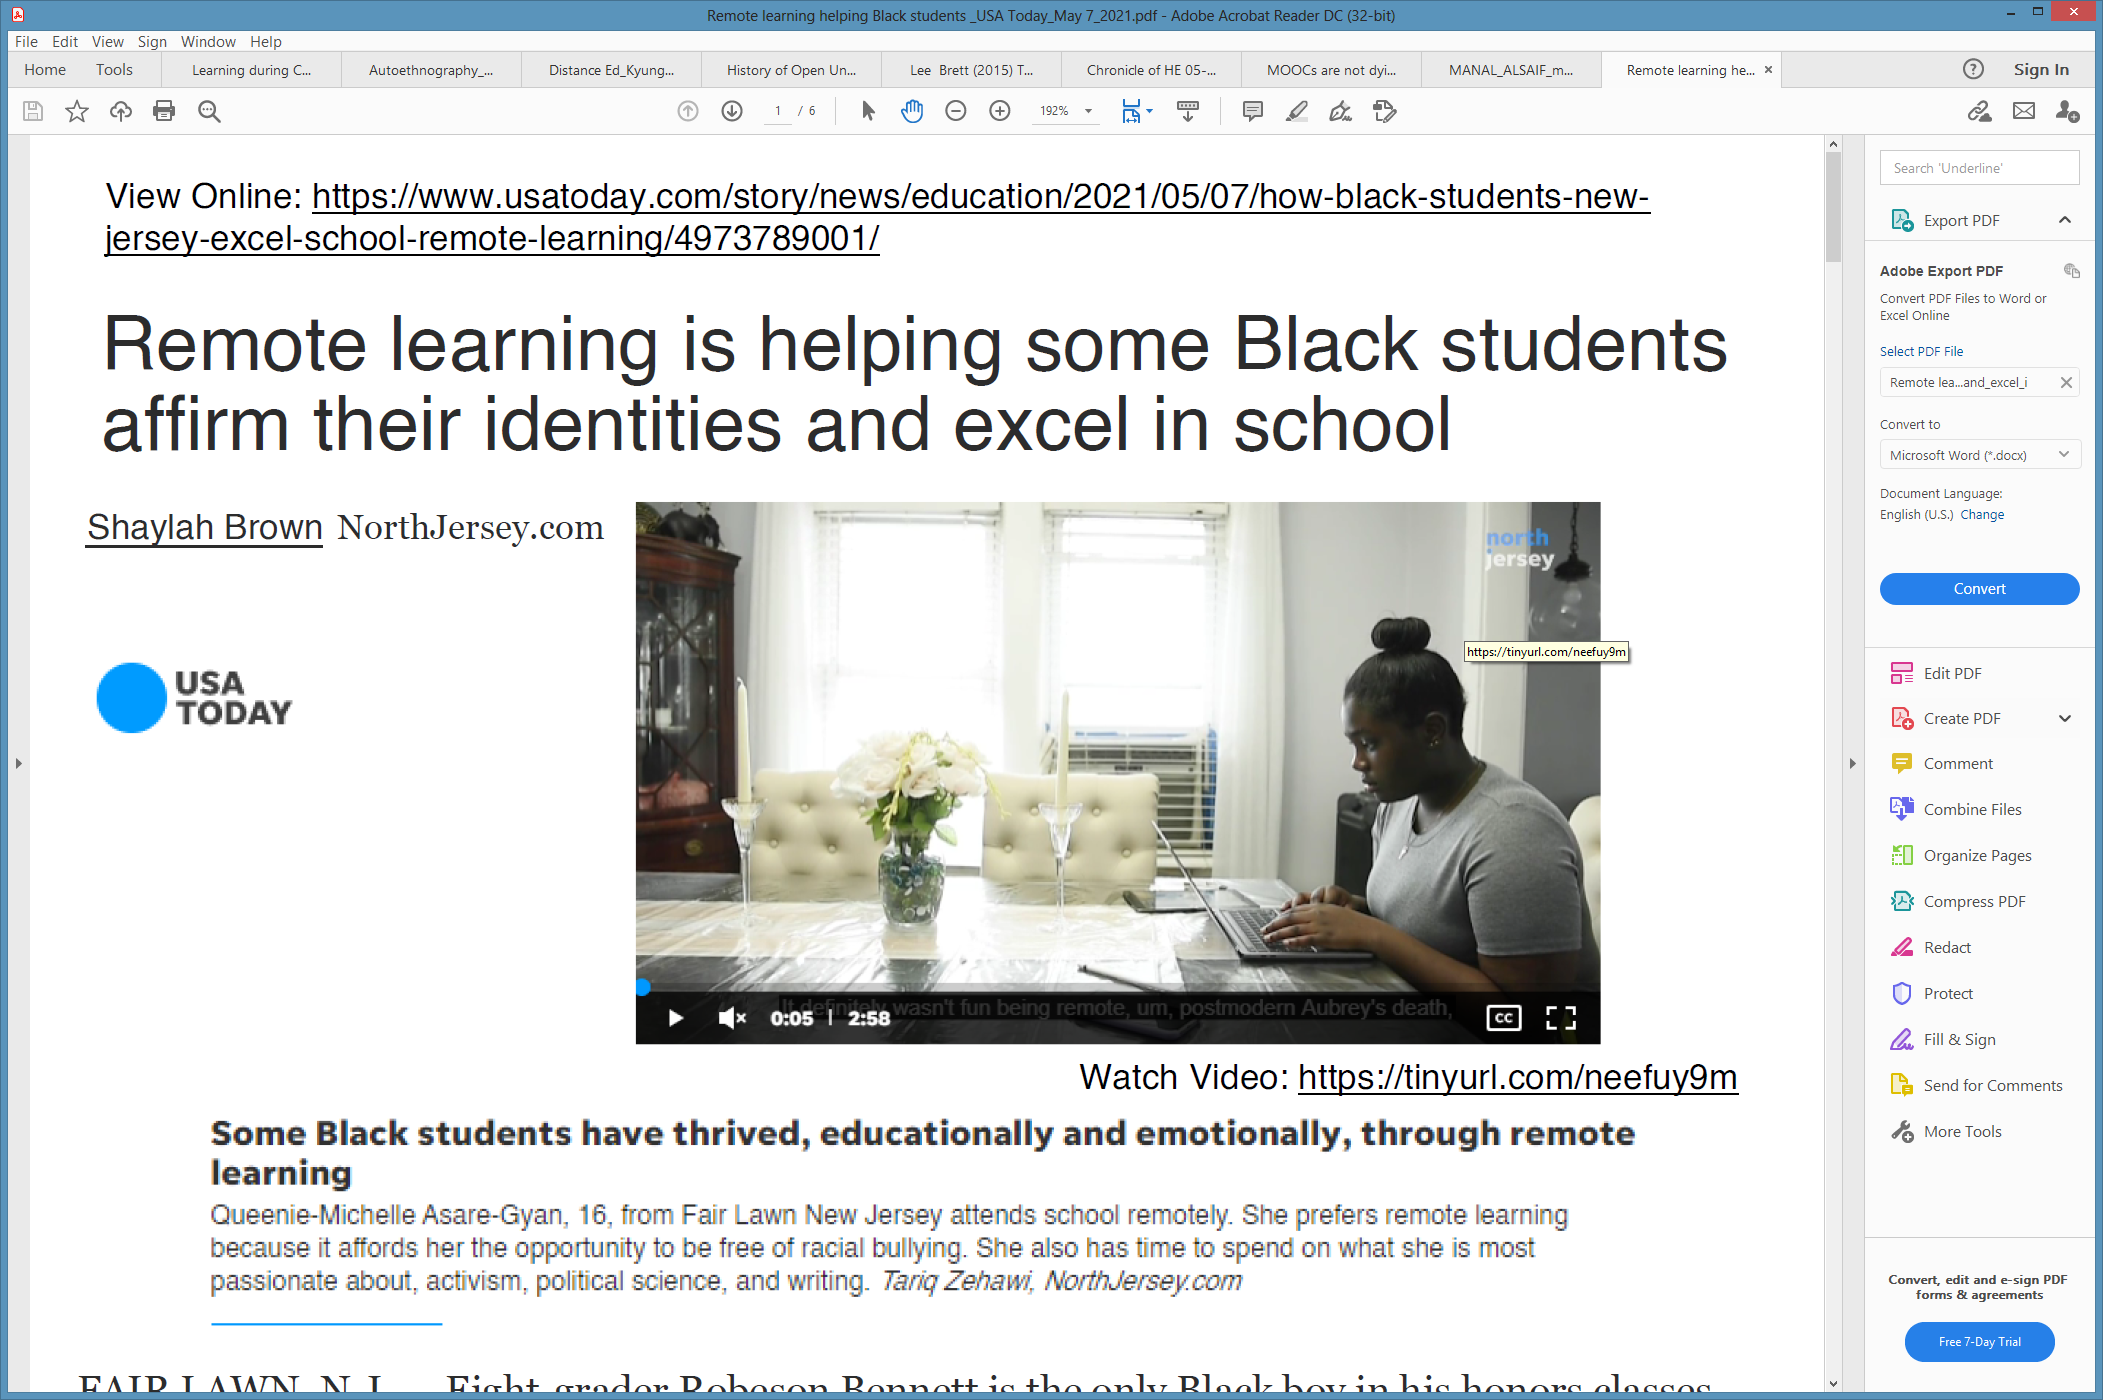 Remote learning helping Black students _USA Today_May 7_2021.pdf - Adobe Acrobat Reader DC (32-bit)
File Edit View Sign Window Help
Home Tools Learning during C... Autoethnography_... Distance Ed_Kyung... History of Open Un... Lee Brett (2015) T... Chronicle of HE 05-... MOOCs are not dyi... MANAL_ALSAIF_m... Remote learning he... × ? Sign In
1 / 6 192%
View Online: https://www.usatoday.com/story/news/education/2021/05/07/how-black-students-new-
jersey-excel-school-remote-learning/4973789001/
Remote learning is helping some Black students
affirm their identities and excel in school
Shaylah Brown NorthJersey.com
USA
TODAY
north
jersey
https://tinyurl.com/neefuy9m
It definitely wasn't fun being remote, um, postmodern Aubrey's death,
0:05 | 2:58 CC
Watch Video: https://tinyurl.com/neefuy9m
Some Black students have thrived, educationally and emotionally, through remote
learning
Queenie-Michelle Asare-Gyan, 16, from Fair Lawn New Jersey attends school remotely. She prefers remote learning
because it affords her the opportunity to be free of racial bullying. She also has time to spend on what she is most
passionate about, activism, political science, and writing. Tariq Zehawi, NorthJersey.com
FAIR LAWN, N.J. — Eight-grader Robeson Bennett is the only Black boy in his honors classes
Search 'Underline'
Export PDF
Adobe Export PDF
Convert PDF Files to Word or
Excel Online
Select PDF File
Remote lea...and_excel_i
Convert to
Microsoft Word (*.docx)
Document Language:
English (U.S.) Change
Convert
Edit PDF
Create PDF
Comment
Combine Files
Organize Pages
Compress PDF
Redact
Protect
Fill & Sign
Send for Comments
More Tools
Convert, edit and e-sign PDF
forms & agreements
Free 7-Day Trial